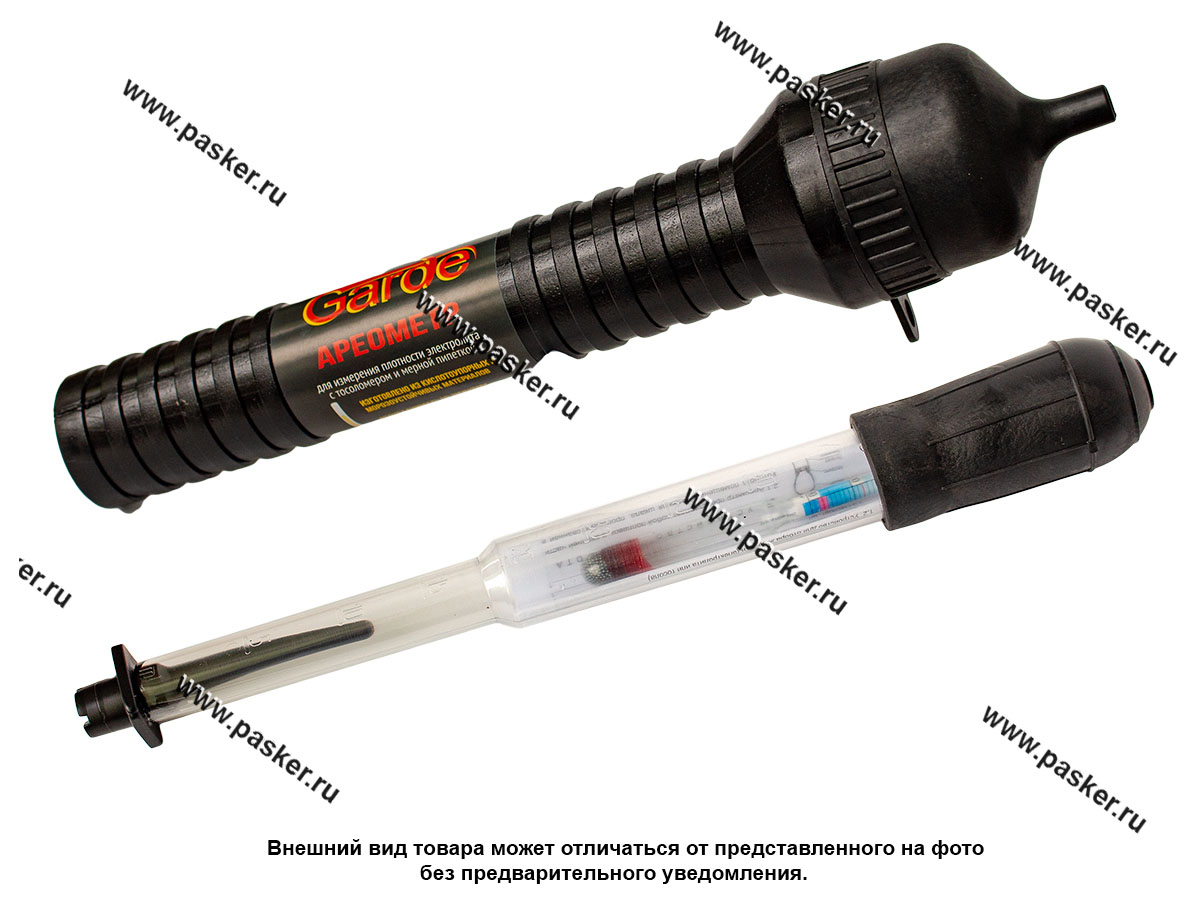 www.pasker.ru
www.pasker.ru
Garde
АРЕОМЕТР
для измерения плотности электролита
с тосоломером и мерной пипеткой
ИЗГОТОВЛЕНО ИЗ КИСЛОТОУПОРНЫХ
МОРОЗОУСТОЙЧИВЫХ МАТЕРИАЛОВ
www.pasker.ru
www.pasker.ru
www.pasker.ru
sker.ru
www.pasker.ru
www.pasker.ru
Внешний вид товара может отличаться от представленного на фото
без предварительного уведомления.